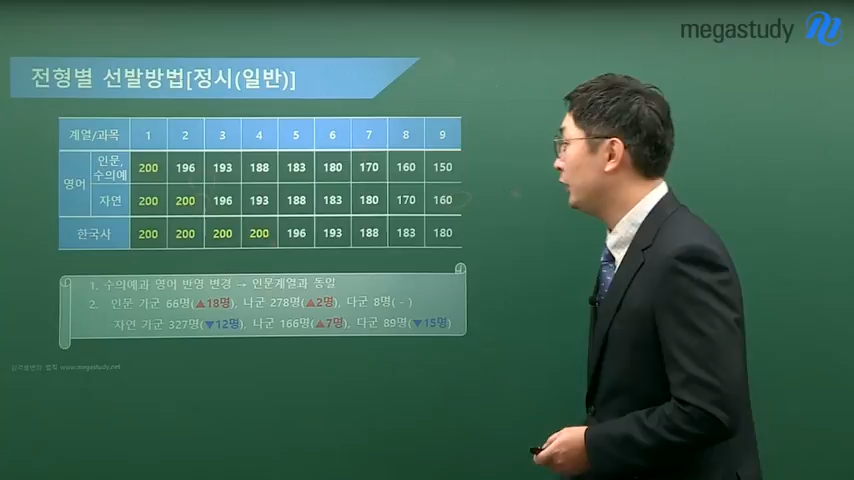 megastudy
전형별 선발방법[정시(일반)]
계열/과목 1 2 3 4 5 6 7 8 9
영어 인문, 수의예 200 196 193 188 183 180 170 160 150
자연 200 200 196 193 188 183 180 170 160
한국사 200 200 200 200 196 193 188 183 180
1. 수의예과 영어 반영 변경 → 인문계열과 동일
2. 인문 가군 66명(▲18명), 나군 278명(▲2명), 다군 8명( - )
자연 가군 327명(▼12명), 나군 166명(▲7명), 다군 89명(▼15명)
www.megastudy.net